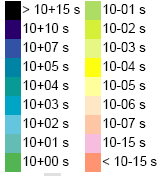 > 10+15 s
10+10 s
10+07 s
10+05 s
10+04 s
10+03 s
10+02 s
10+01 s
10+00 s
10-01 s
10-02 s
10-03 s
10-04 s
10-05 s
10-06 s
10-07 s
10-15 s
< 10-15 s